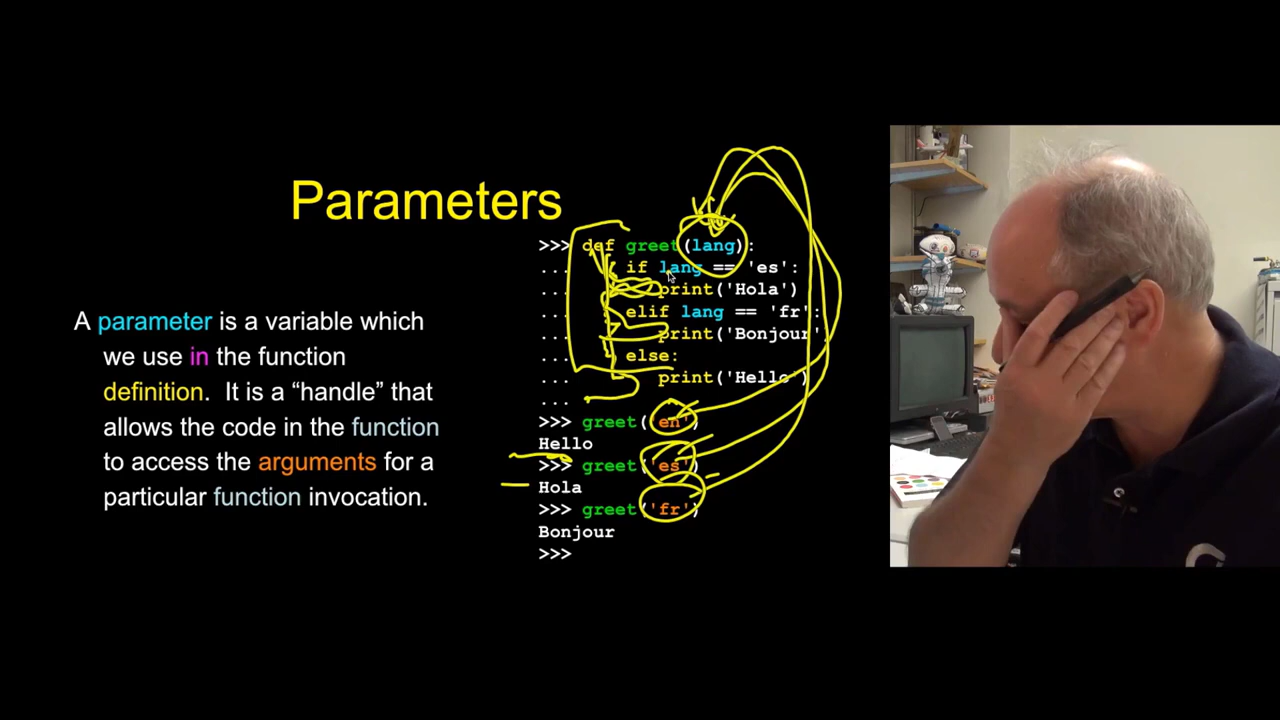 Parameters
A parameter is a variable which
we use in the function
definition.  It is a “handle” that
allows the code in the function
to access the arguments for a
particular function invocation.
>>> def greet(lang):
...     if lang == 'es':
...        print('Hola')
...     elif lang == 'fr':
...        print('Bonjour'
...     else:
...        print('Hello')
...
>>> greet('en')
Hello
>>> greet('es')
Hola
>>> greet('fr')
Bonjour
>>>